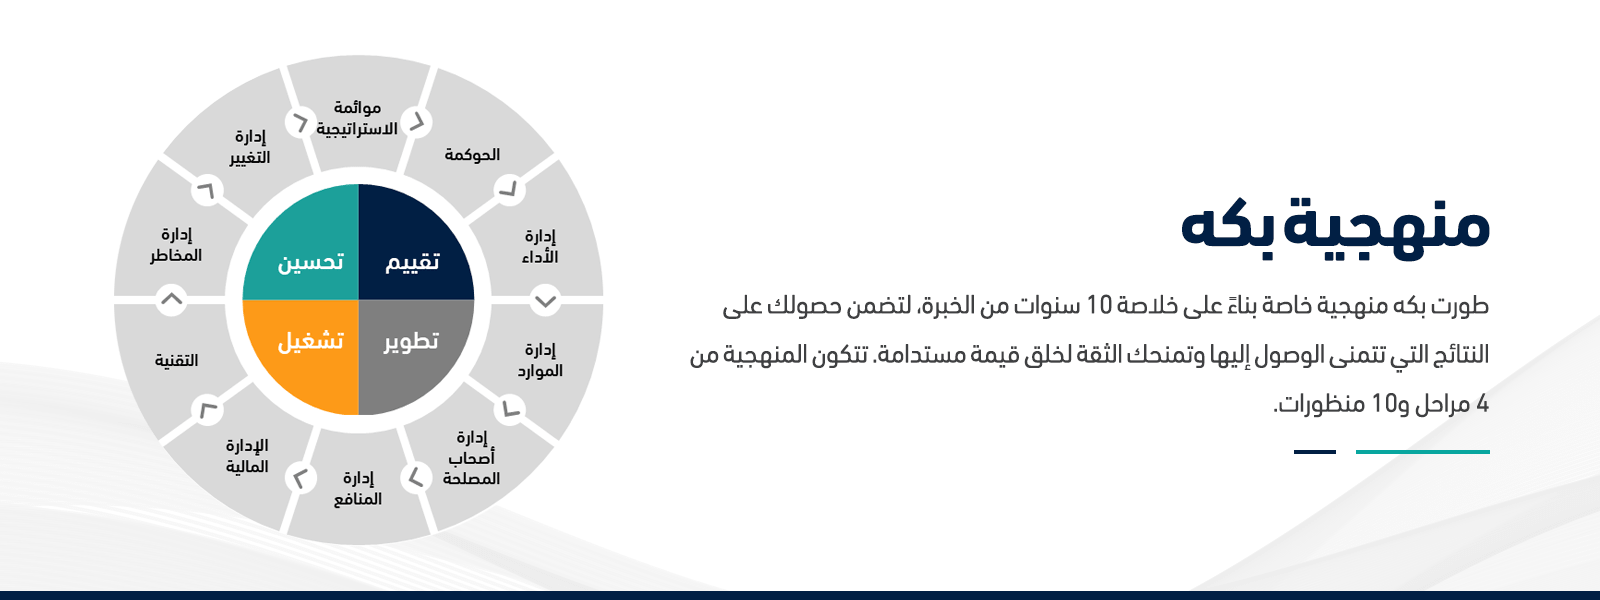 منهجية بكه
طورت بكه منهجية خاصة بناءً على خلاصة 10 سنوات من الخبرة، لتضمن حصولك على
النتائج التي تتمنى الوصول إليها وتمنحك الثقة لخلق قيمة مستدامة. تتكون المنهجية من
4 مراحل و10 منظورات.
موائمة
الاستراتيجية
الحوكمة
إدارة
الأداء
إدارة
الموارد
إدارة
أصحاب
المصلحة
إدارة
المنافع
الإدارة
المالية
التقنية
إدارة
المخاطر
إدارة
التغيير
تقييم
تطوير
تشغيل
تحسين